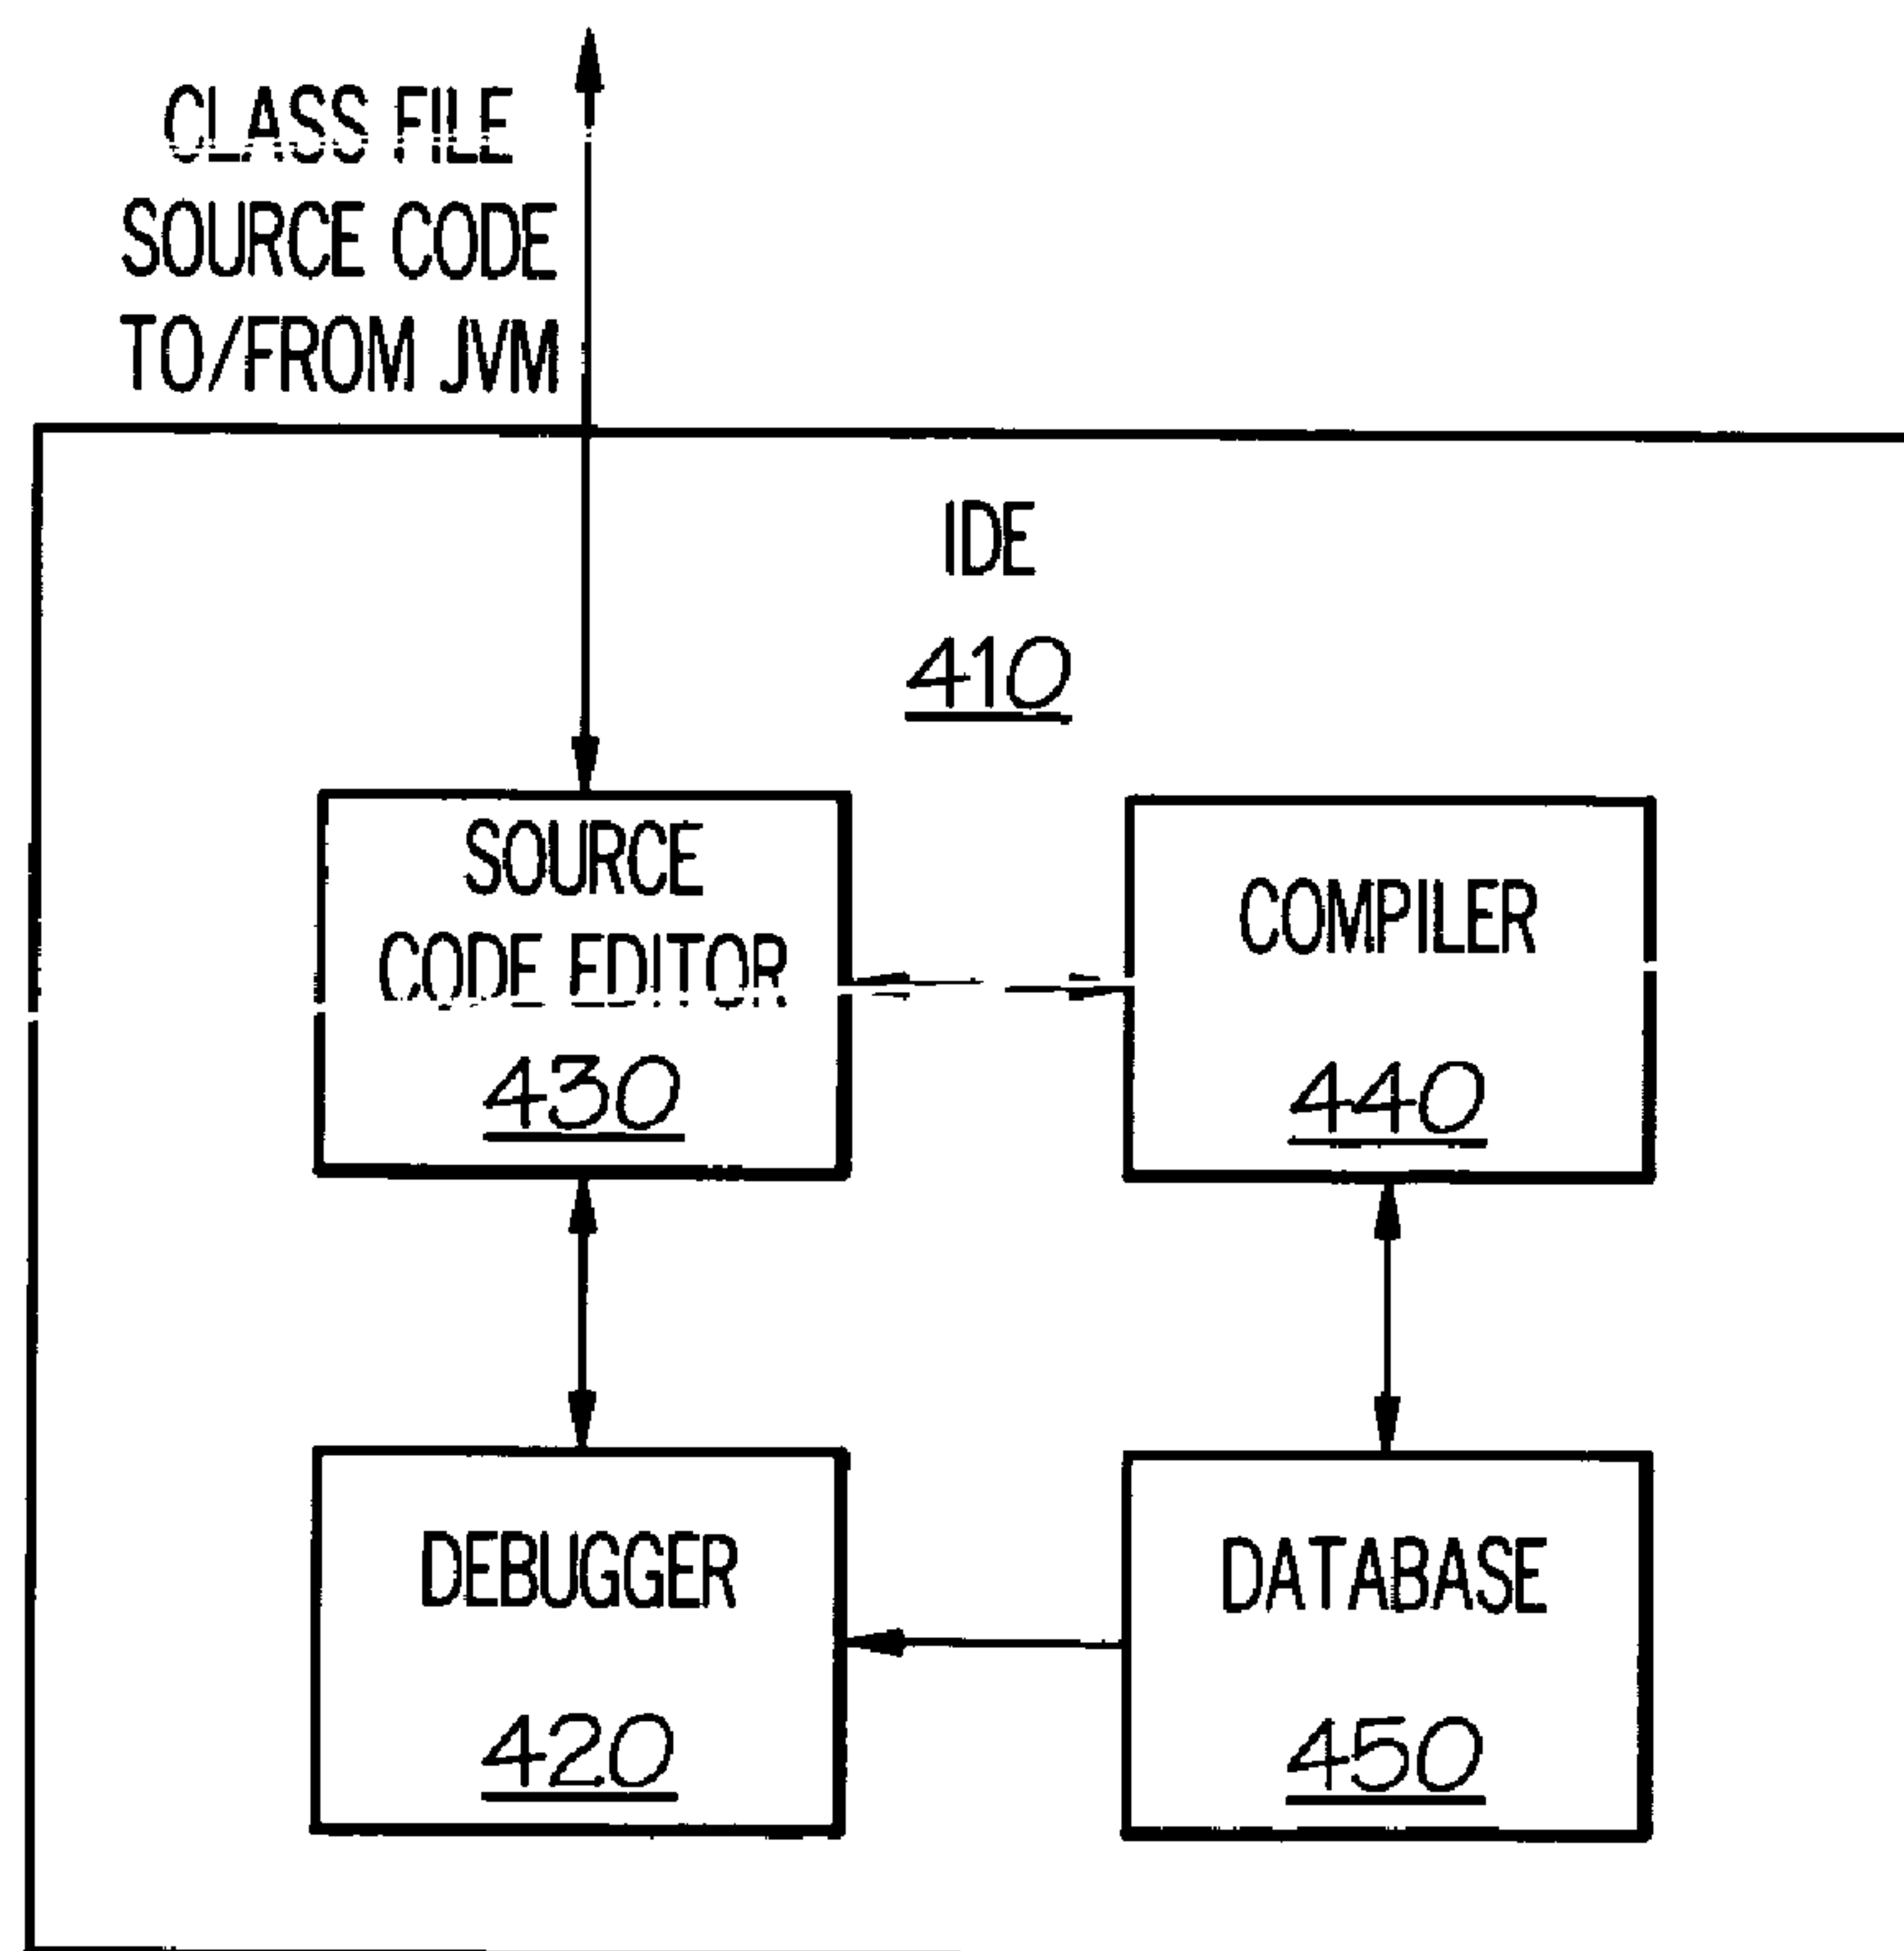 CLASS FILE
SOURCE CODE
TO/FROM JVM
IDE
410
SOURCE
CODE EDITOR
430
COMPILER
440
DEBUGGER
420
DATABASE
450